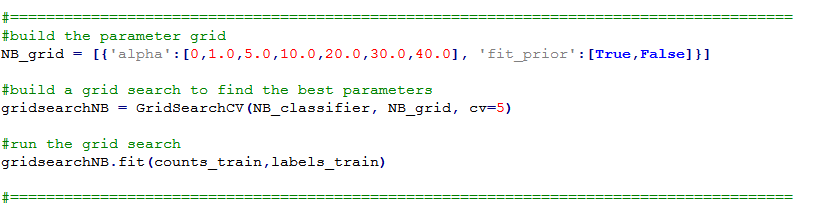 #==============================================================================
#build the parameter grid
NB_grid = [{'alpha':[0,1.0,5.0,10.0,20.0,30.0,40.0], 'fit_prior':[True,False]}]
#build a grid search to find the best parameters
gridsearchNB = GridSearchCV(NB_classifier, NB_grid, cv=5)
#run the grid search
gridsearchNB.fit(counts_train,labels_train)
#==============================================================================